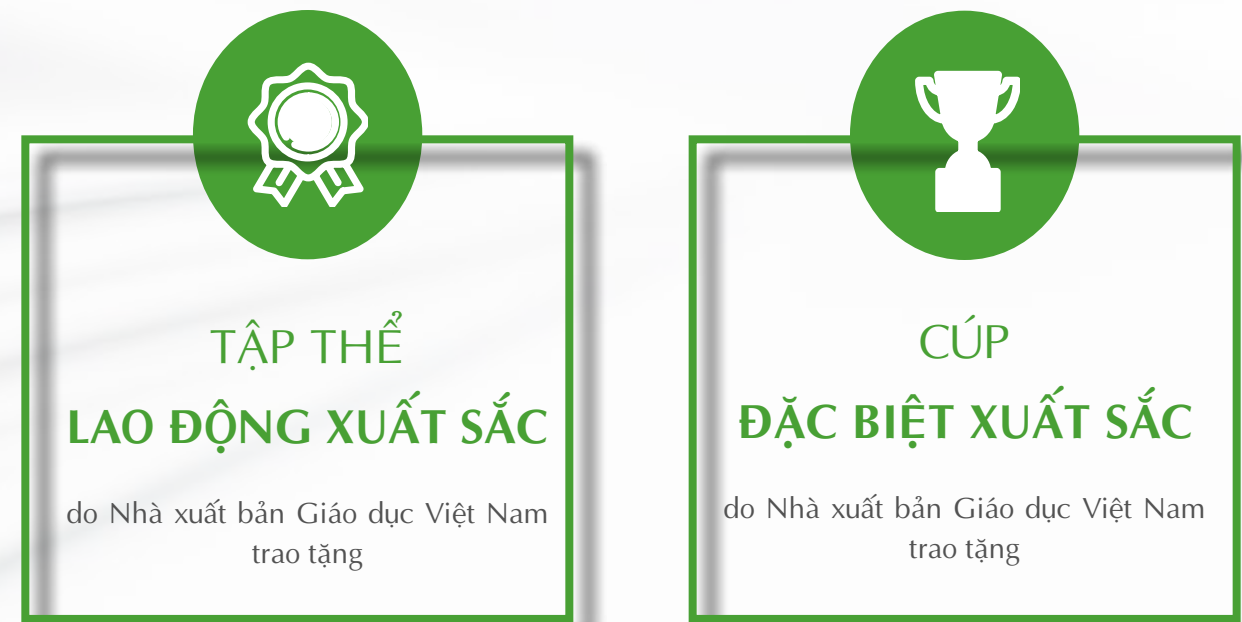 TẬP THỂ
LAO ĐỘNG XUẤT SẮC
do Nhà xuất bản Giáo dục Việt Nam
trao tặng
CÚP
ĐẶC BIỆT XUẤT SẮC
do Nhà xuất bản Giáo dục Việt Nam
trao tặng